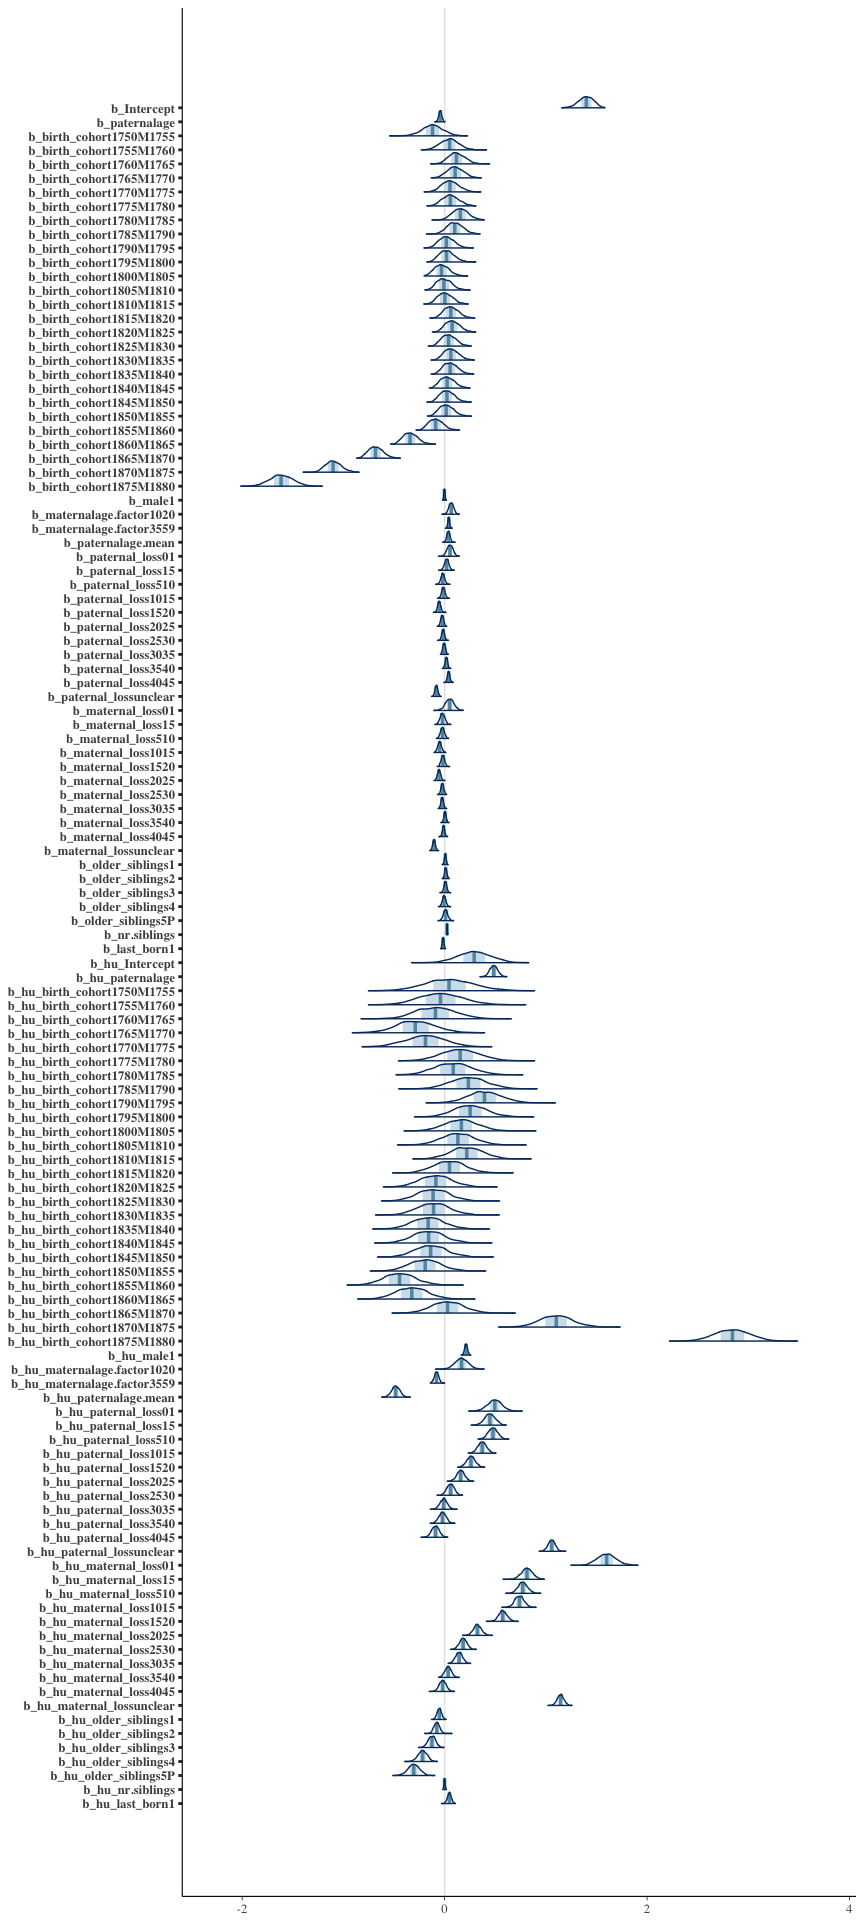 b_Intercept
b_paternalage
b_birth_cohort1750M1755
b_birth_cohort1755M1760
b_birth_cohort1760M1765
b_birth_cohort1765M1770
b_birth_cohort1770M1775
b_birth_cohort1775M1780
b_birth_cohort1780M1785
b_birth_cohort1785M1790
b_birth_cohort1790M1795
b_birth_cohort1795M1800
b_birth_cohort1800M1805
b_birth_cohort1805M1810
b_birth_cohort1810M1815
b_birth_cohort1815M1820
b_birth_cohort1820M1825
b_birth_cohort1825M1830
b_birth_cohort1830M1835
b_birth_cohort1835M1840
b_birth_cohort1840M1845
b_birth_cohort1845M1850
b_birth_cohort1850M1855
b_birth_cohort1855M1860
b_birth_cohort1860M1865
b_birth_cohort1865M1870
b_birth_cohort1870M1875
b_birth_cohort1875M1880
b_male1
b_maternalage.factor1020
b_maternalage.factor3559
b_paternalage.mean
b_paternal_loss01
b_paternal_loss15
b_paternal_loss510
b_paternal_loss1015
b_paternal_loss1520
b_paternal_loss2025
b_paternal_loss2530
b_paternal_loss3035
b_paternal_loss3540
b_paternal_loss4045
b_paternal_lossunclear
b_maternal_loss01
b_maternal_loss15
b_maternal_loss510
b_maternal_loss1015
b_maternal_loss1520
b_maternal_loss2025
b_maternal_loss2530
b_maternal_loss3035
b_maternal_loss3540
b_maternal_loss4045
b_maternal_lossunclear
b_older_siblings1
b_older_siblings2
b_older_siblings3
b_older_siblings4
b_older_siblings5P
b_nr.siblings
b_last_born1
b_hu_Intercept
b_hu_paternalage
b_hu_birth_cohort1750M1755
b_hu_birth_cohort1755M1760
b_hu_birth_cohort1760M1765
b_hu_birth_cohort1765M1770
b_hu_birth_cohort1770M1775
b_hu_birth_cohort1775M1780
b_hu_birth_cohort1780M1785
b_hu_birth_cohort1785M1790
b_hu_birth_cohort1790M1795
b_hu_birth_cohort1795M1800
b_hu_birth_cohort1800M1805
b_hu_birth_cohort1805M1810
b_hu_birth_cohort1810M1815
b_hu_birth_cohort1815M1820
b_hu_birth_cohort1820M1825
b_hu_birth_cohort1825M1830
b_hu_birth_cohort1830M1835
b_hu_birth_cohort1835M1840
b_hu_birth_cohort1840M1845
b_hu_birth_cohort1845M1850
b_hu_birth_cohort1850M1855
b_hu_birth_cohort1855M1860
b_hu_birth_cohort1860M1865
b_hu_birth_cohort1865M1870
b_hu_birth_cohort1870M1875
b_hu_birth_cohort1875M1880
b_hu_male1
b_hu_maternalage.factor1020
b_hu_maternalage.factor3559
b_hu_paternalage.mean
b_hu_paternal_loss01
b_hu_paternal_loss15
b_hu_paternal_loss510
b_hu_paternal_loss1015
b_hu_paternal_loss1520
b_hu_paternal_loss2025
b_hu_paternal_loss2530
b_hu_paternal_loss3035
b_hu_paternal_loss3540
b_hu_paternal_loss4045
b_hu_paternal_lossunclear
b_hu_maternal_loss01
b_hu_maternal_loss15
b_hu_maternal_loss510
b_hu_maternal_loss1015
b_hu_maternal_loss1520
b_hu_maternal_loss2025
b_hu_maternal_loss2530
b_hu_maternal_loss3035
b_hu_maternal_loss3540
b_hu_maternal_loss4045
b_hu_maternal_lossunclear
b_hu_older_siblings1
b_hu_older_siblings2
b_hu_older_siblings3
b_hu_older_siblings4
b_hu_older_siblings5P
b_hu_nr.siblings
b_hu_last_born1
-2 0 2 4